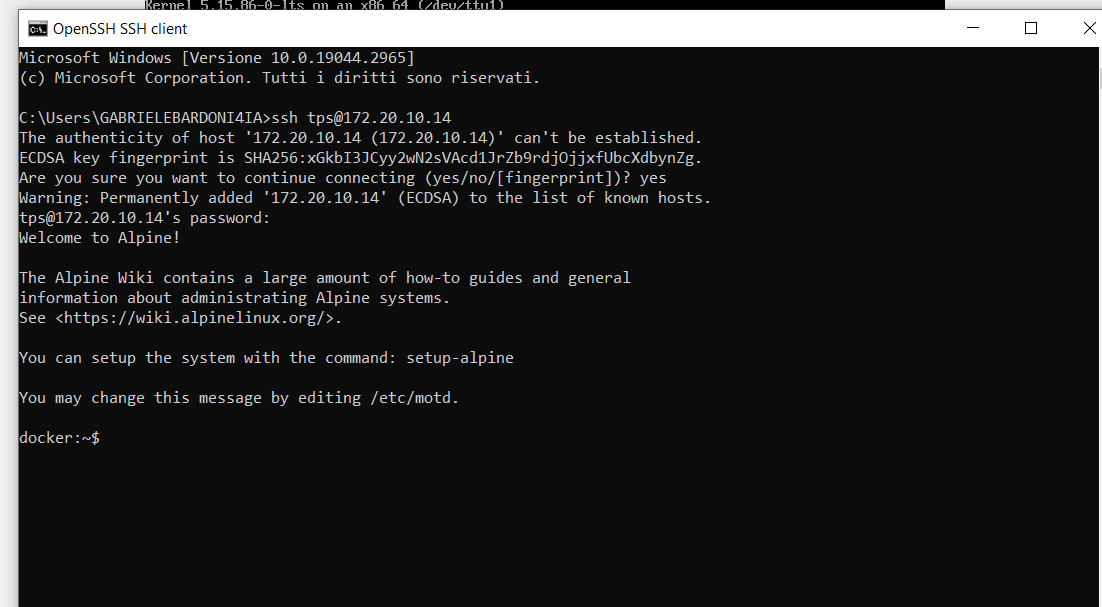 Kernel 5.15.86-0-lts on an x86_64 (/dev/tty1)
OpenSSH SSH client
Microsoft Windows [Versione 10.0.19044.2965]
(c) Microsoft Corporation. Tutti i diritti sono riservati.
C:\Users\GABRIELEBARDONI4IA>ssh tps@172.20.10.14
The authenticity of host '172.20.10.14 (172.20.10.14)' can't be established.
ECDSA key fingerprint is SHA256:xGkbI3JCyy2wN2sVAcd1JrZb9rdjOjjxfUbcXdbynZg.
Are you sure you want to continue connecting (yes/no/[fingerprint])? yes
Warning: Permanently added '172.20.10.14' (ECDSA) to the list of known hosts.
tps@172.20.10.14's password:
Welcome to Alpine!
The Alpine Wiki contains a large amount of how-to guides and general
information about administrating Alpine systems.
See <https://wiki.alpinelinux.org/>.
You can setup the system with the command: setup-alpine
You may change this message by editing /etc/motd.
docker:~$